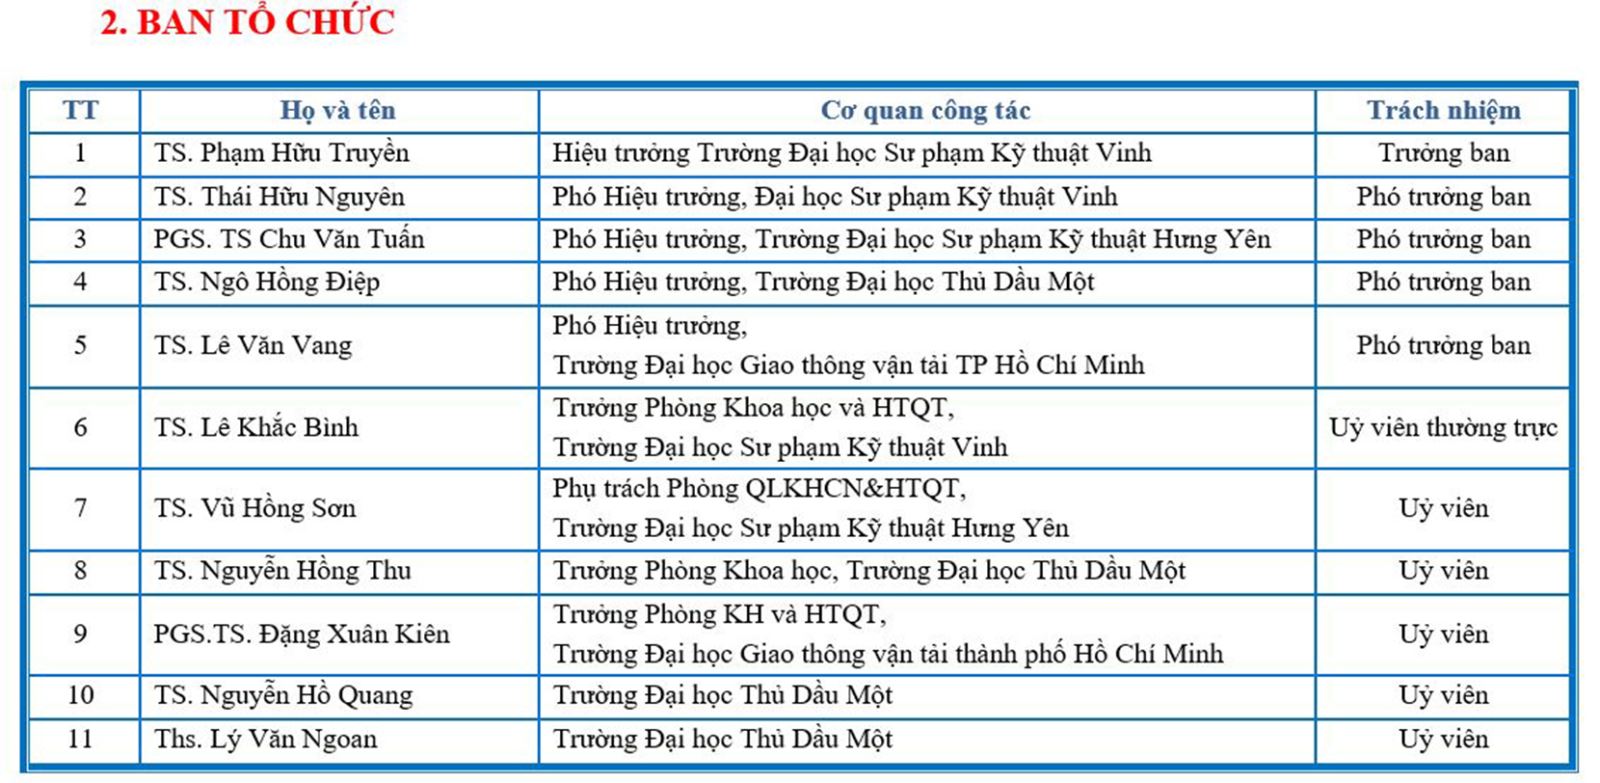 2. BAN TỔ CHỨC
TT Họ và tên Cơ quan công tác Trách nhiệm
1 TS. Phạm Hữu Truyền Hiệu trưởng Trường Đại học Sư phạm Kỹ thuật Vinh Trưởng ban
2 TS. Thái Hữu Nguyên Phó Hiệu trưởng, Đại học Sư phạm Kỹ thuật Vinh Phó trưởng ban
3 PGS. TS Chu Văn Tuấn Phó Hiệu trưởng, Trường Đại học Sư phạm Kỹ thuật Hưng Yên Phó trưởng ban
4 TS. Ngô Hồng Điệp Phó Hiệu trưởng, Trường Đại học Thủ Dầu Một Phó trưởng ban
5 TS. Lê Văn Vang Phó Hiệu trưởng,
Trường Đại học Giao thông vận tải TP Hồ Chí Minh Phó trưởng ban
6 TS. Lê Khắc Bình Trưởng Phòng Khoa học và HTQT,
Trường Đại học Sư phạm Kỹ thuật Vinh Uỷ viên thường trực
7 TS. Vũ Hồng Sơn Phụ trách Phòng QLKHCN&HTQT,
Trường Đại học Sư phạm Kỹ thuật Hưng Yên Uỷ viên
8 TS. Nguyễn Hồng Thu Trưởng Phòng Khoa học, Trường Đại học Thủ Dầu Một Uỷ viên
9 PGS.TS. Đặng Xuân Kiên Trưởng Phòng KH và HTQT,
Trường Đại học Giao thông vận tải thành phố Hồ Chí Minh Uỷ viên
10 TS. Nguyễn Hồ Quang Trường Đại học Thủ Dầu Một Uỷ viên
11 Ths. Lý Văn Ngoan Trường Đại học Thủ Dầu Một Uỷ viên